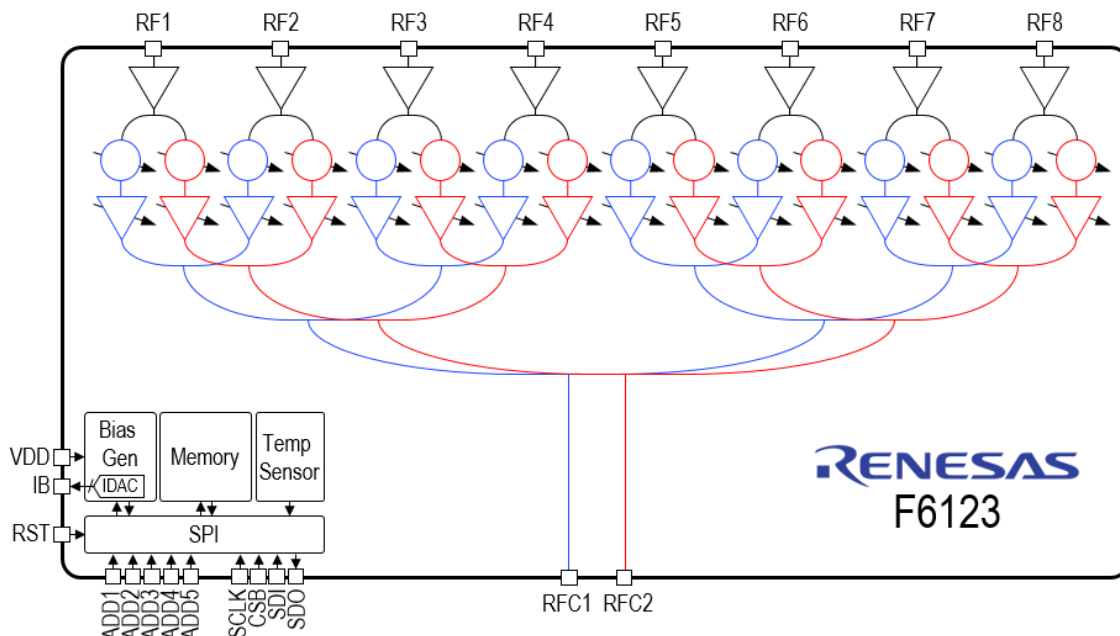 RF1 RF2 RF3 RF4 RF5 RF6 RF7 RF8
Bias
Gen
Memory
Temp
Sensor
VDD
IB
IDAC
RST
SPI
ADD1
ADD2
ADD3
ADD4
ADD5
SCLK
CSB
SDI
SDO
RFC1 RFC2
RENESAS
F6123